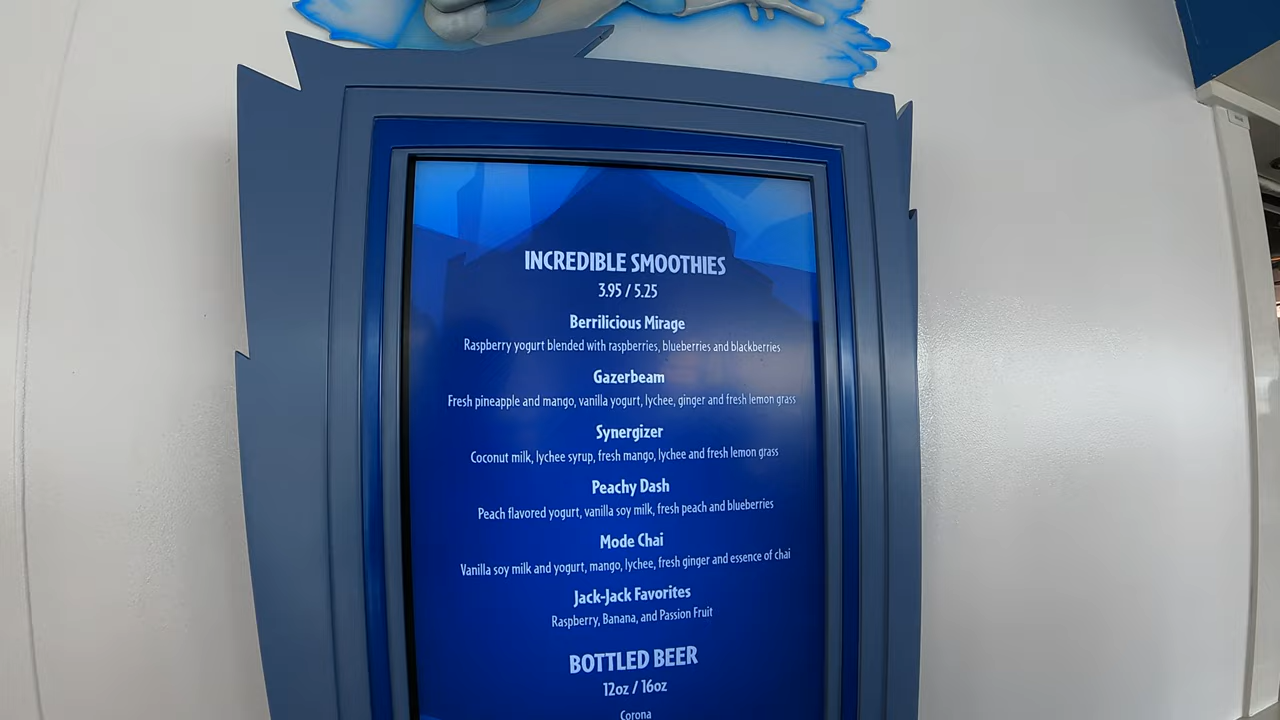 INCREDIBLE SMOOTHIES
3.95 / 5.25
Berrilicious Mirage
Raspberry yogurt blended with raspberries, blueberries and blackberries
Gazerbeam
Fresh pineapple and mango, vanilla yogurt, lychee, ginger and fresh lemon grass
Synergizer
Coconut milk, lychee syrup, fresh mango, lychee and fresh lemon grass
Peachy Dash
Peach flavored yogurt, vanilla soy milk, fresh peach and blueberries
Mode Chai
Vanilla soy milk and yogurt, mango, lychee, fresh ginger and essence of chai
Jack-Jack Favorites
Raspberry, Banana, and Passion Fruit
BOTTLED BEER
12oz / 16oz
Corona